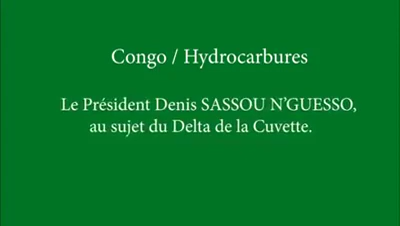 Congo / Hydrocarbures
Le Président Denis SASSOU N’GUESSO,
au sujet du Delta de la Cuvette.